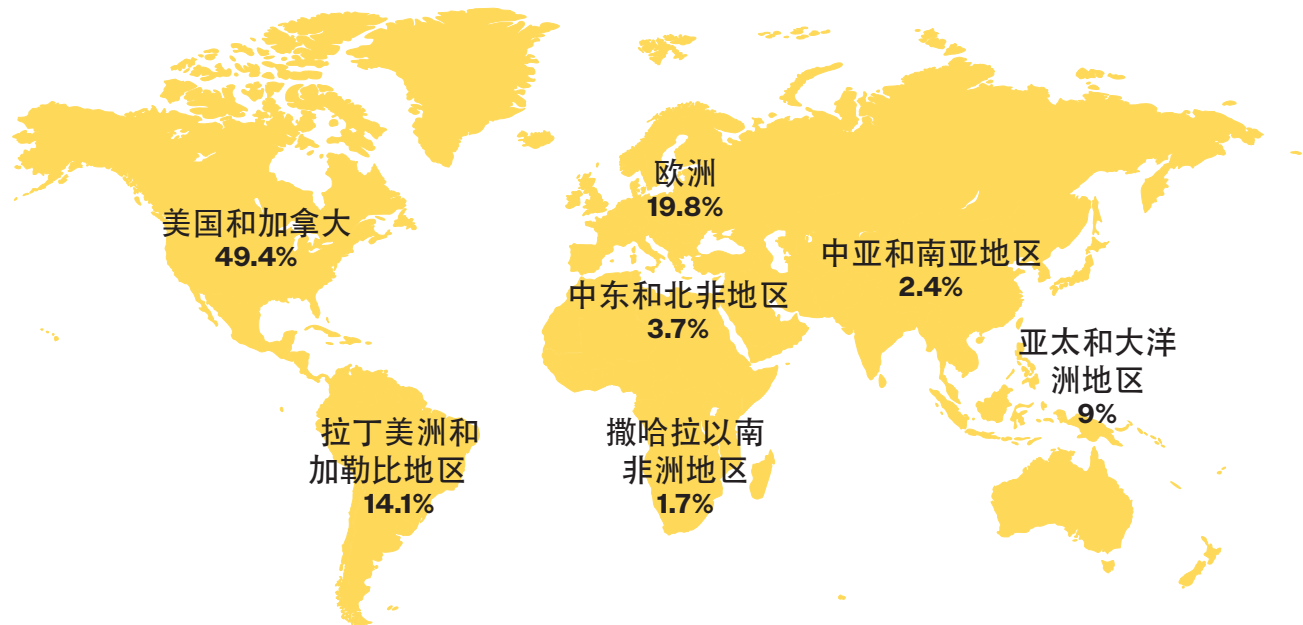 欧洲
19.8%
美国和加拿大
49.4%
中亚和南亚地区
2.4%
中东和北非地区
3.7%
亚太和大洋
洲地区
9%
拉丁美洲和
加勒比地区
14.1%
撒哈拉以南
非洲地区
1.7%